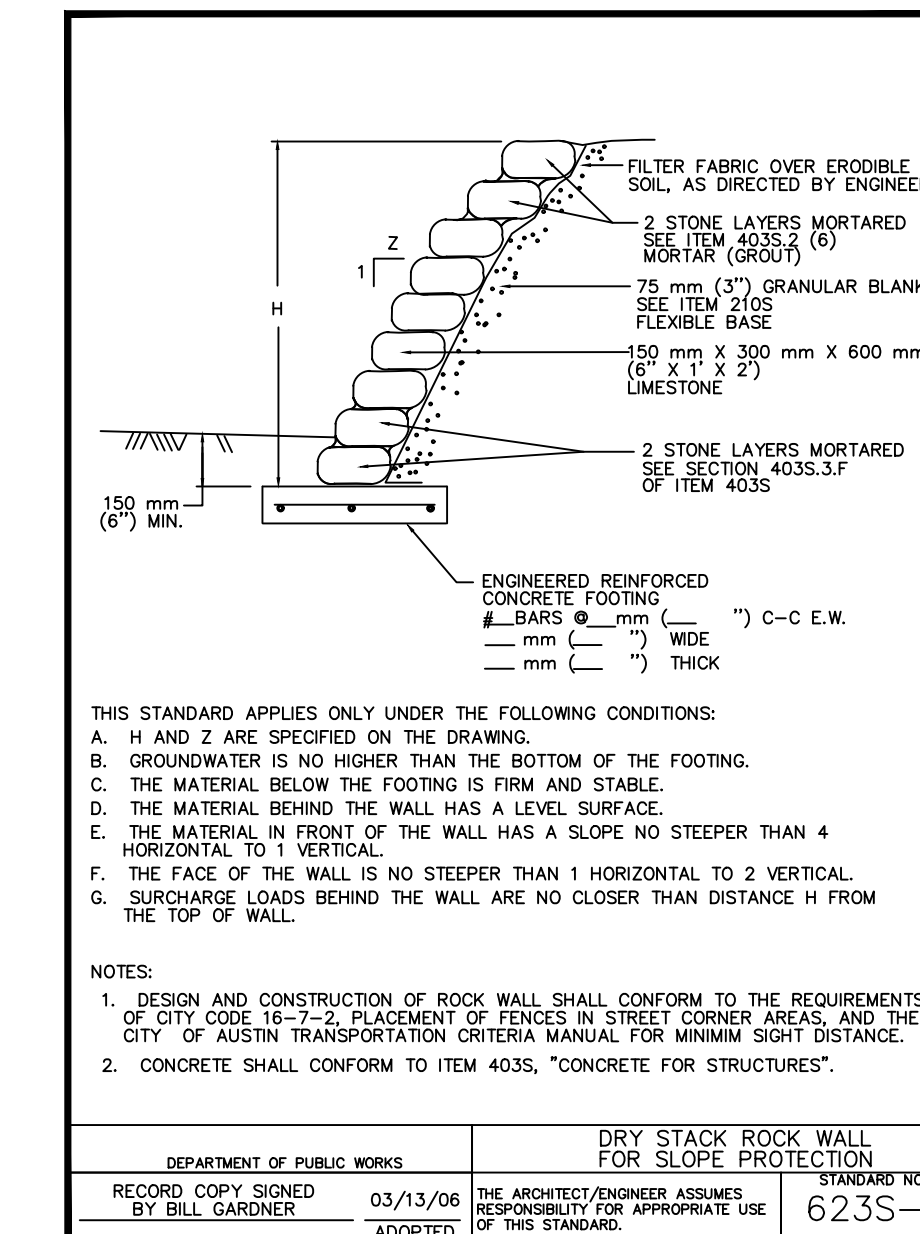 FILTER FABRIC OVER ERODIBLE
SOIL, AS DIRECTED BY ENGINEE
2 STONE LAYERS MORTARED
SEE ITEM 403S.2 (6)
MORTAR (GROUT)
Z
1
75 mm (3") GRANULAR BLANK
SEE ITEM 210S
FLEXIBLE BASE
H
150 mm X 300 mm X 600 mm
(6" X 1' X 2')
LIMESTONE
2 STONE LAYERS MORTARED
SEE SECTION 403S.3.F
OF ITEM 403S
150 mm
(6") MIN.
ENGINEERED REINFORCED
CONCRETE FOOTING
#__BARS @__mm (__ ") C-C E.W.
__ mm (__ ") WIDE
__ mm (__ ") THICK
THIS STANDARD APPLIES ONLY UNDER THE FOLLOWING CONDITIONS:
A. H AND Z ARE SPECIFIED ON THE DRAWING.
B. GROUNDWATER IS NO HIGHER THAN THE BOTTOM OF THE FOOTING.
C. THE MATERIAL BELOW THE FOOTING IS FIRM AND STABLE.
D. THE MATERIAL BEHIND THE WALL HAS A LEVEL SURFACE.
E. THE MATERIAL IN FRONT OF THE WALL HAS A SLOPE NO STEEPER THAN 4
HORIZONTAL TO 1 VERTICAL.
F. THE FACE OF THE WALL IS NO STEEPER THAN 1 HORIZONTAL TO 2 VERTICAL.
G. SURCHARGE LOADS BEHIND THE WALL ARE NO CLOSER THAN DISTANCE H FROM
THE TOP OF WALL.
NOTES:
1. DESIGN AND CONSTRUCTION OF ROCK WALL SHALL CONFORM TO THE REQUIREMENTS
OF CITY CODE 16-7-2, PLACEMENT OF FENCES IN STREET CORNER AREAS, AND THE
CITY OF AUSTIN TRANSPORTATION CRITERIA MANUAL FOR MINIMIM SIGHT DISTANCE.
2. CONCRETE SHALL CONFORM TO ITEM 403S, "CONCRETE FOR STRUCTURES".
DEPARTMENT OF PUBLIC WORKS
DRY STACK ROCK WALL
FOR SLOPE PROTECTION
RECORD COPY SIGNED
BY BILL GARDNER
03/13/06
ADOPTED
THE ARCHITECT/ENGINEER ASSUMES
RESPONSIBILITY FOR APPROPRIATE USE
OF THIS STANDARD.
STANDARD NO
623S-